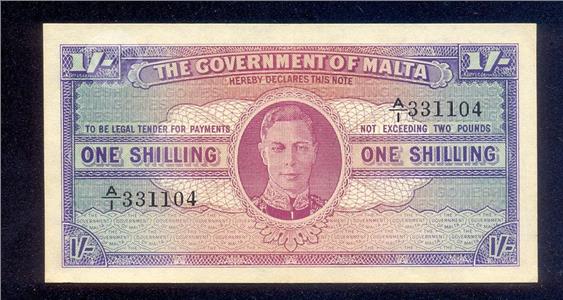 1/- 1/-
THE GOVERNMENT OF MALTA
HEREBY DECLARES THIS NOTE
A/1 331104
TO BE LEGAL TENDER FOR PAYMENTS NOT EXCEEDING TWO POUNDS
ONE SHILLING ONE SHILLING
A/1 331104
1/- 1/-